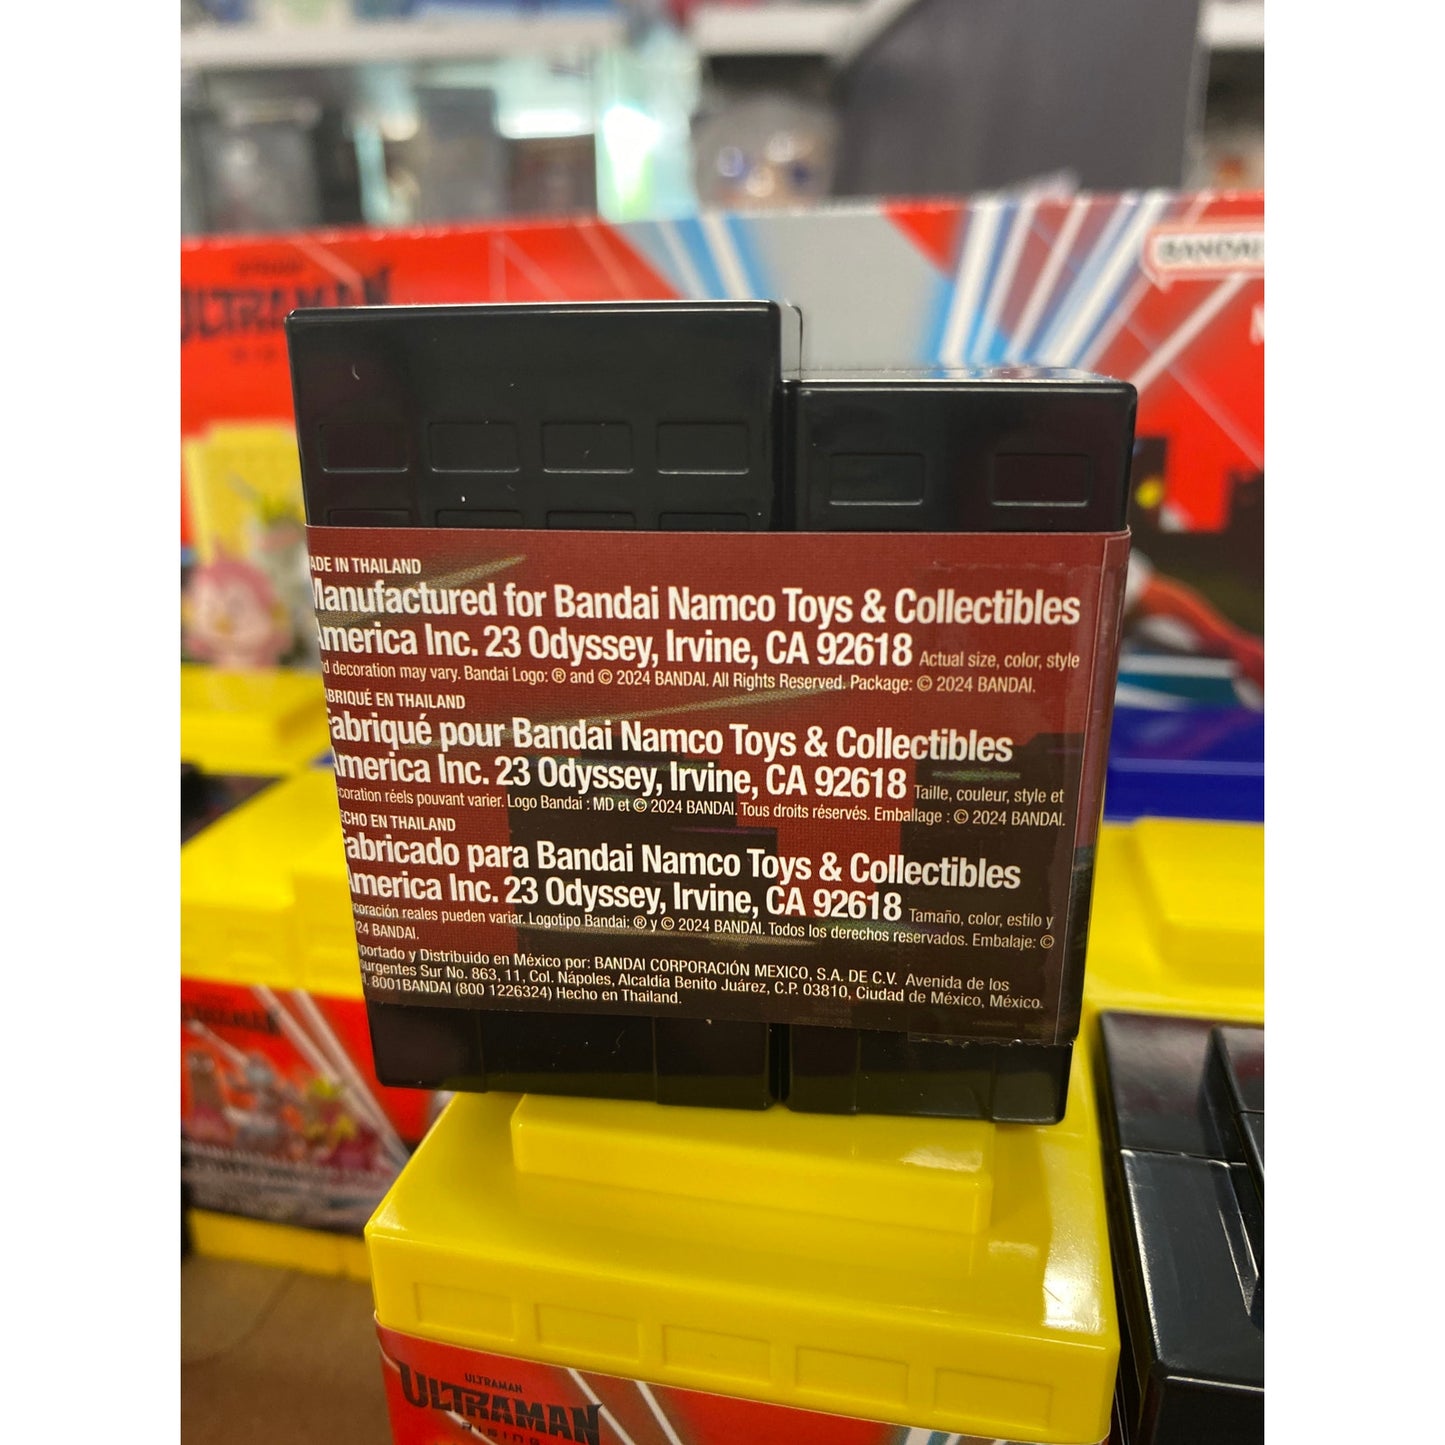 BANDAI
ULTRAMAN
ADE IN THAILAND
Manufactured for Bandai Namco Toys & Collectibles
America Inc. 23 Odyssey, Irvine, CA 92618 Actual size, color, style
d decoration may vary. Bandai Logo: ® and © 2024 BANDAI. All Rights Reserved. Package: © 2024 BANDAI.
ABRIQUÉ EN THAILAND
Fabriqué pour Bandai Namco Toys & Collectibles
America Inc. 23 Odyssey, Irvine, CA 92618 Taille, couleur, style et
coration réels pouvant varier. Logo Bandai : MD et © 2024 BANDAI. Tous droits réservés. Emballage : © 2024 BANDAI.
ECHO EN THAILAND
Fabricado para Bandai Namco Toys & Collectibles
America Inc. 23 Odyssey, Irvine, CA 92618 Tamaño, color, estilo y
coración reales pueden variar. Logotipo Bandai: ® y © 2024 BANDAI. Todos los derechos reservados. Embalaje: ©
24 BANDAI.
portado y Distribuido en México por: BANDAI CORPORACIÓN MEXICO, S.A. DE C.V. Avenida de los
surgentes Sur No. 863, 11, Col. Nápoles, Alcaldía Benito Juárez, C.P. 03810, Ciudad de México, México.
l. 8001BANDAI (800 1226324) Hecho en Thailand.
ULTRAMAN
ULTRAMAN
ULTRAMAN
RISING